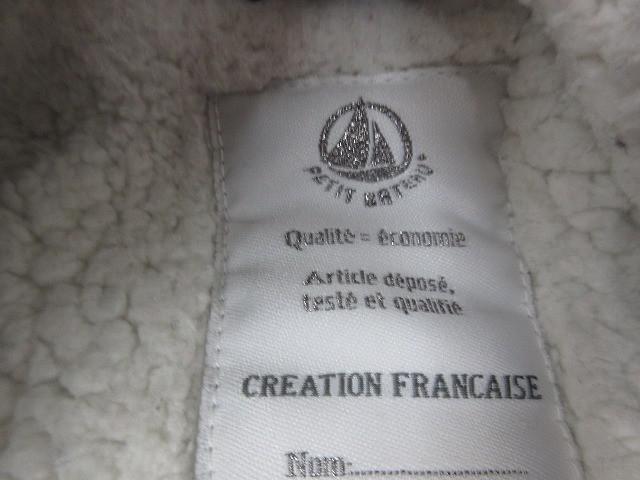 PETIT BATEAU
Qualité = économie
Article déposé,
testé et qualifié
CREATION FRANCAISE
Nom:........................